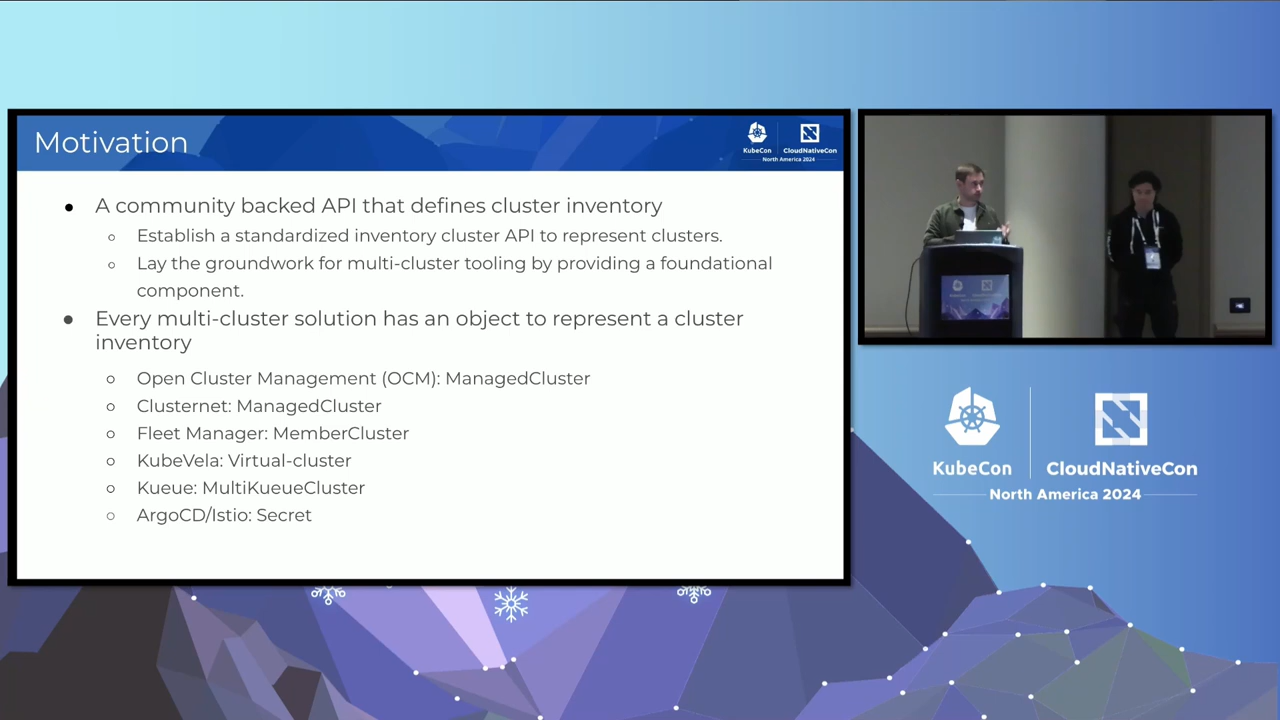 Motivation
KubeCon
CloudNativeCon
North America 2024
A community backed API that defines cluster inventory
Establish a standardized inventory cluster API to represent clusters.
Lay the groundwork for multi-cluster tooling by providing a foundational
component.
Every multi-cluster solution has an object to represent a cluster
inventory
Open Cluster Management (OCM): ManagedCluster
Clusternet: ManagedCluster
Fleet Manager: MemberCluster
KubeVela: Virtual-cluster
Kueue: MultiKueueCluster
ArgoCD/Istio: Secret
KubeCon
CloudNativeCon
North America 2024